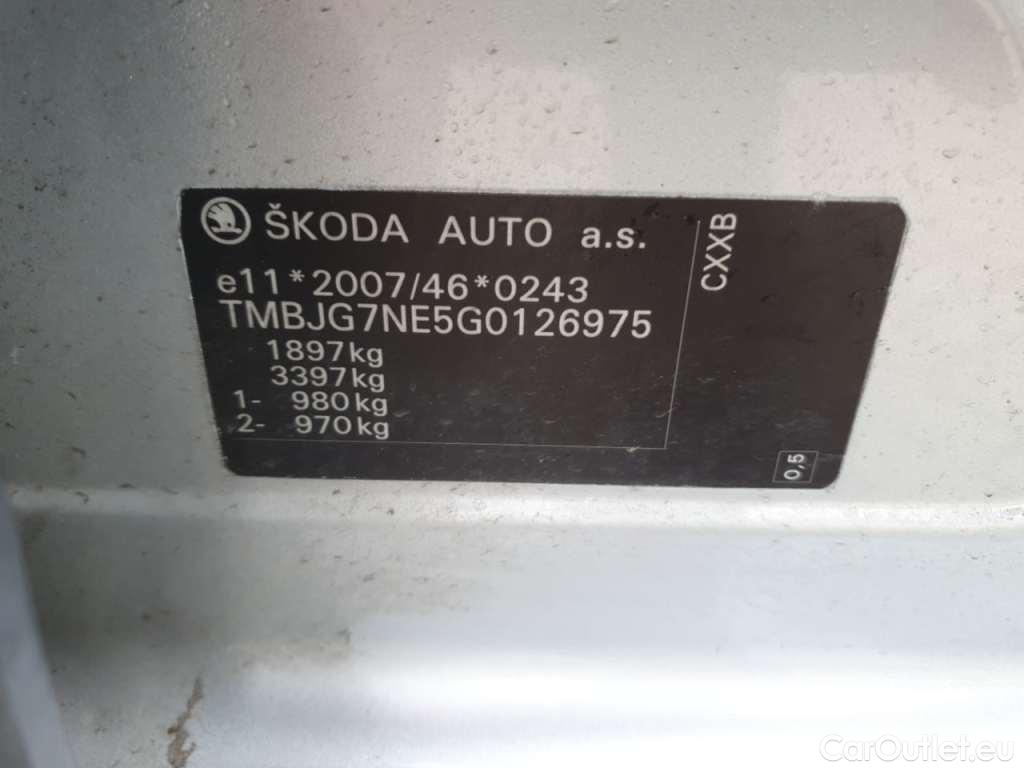 ŠKODA AUTO a.s.
e11*2007/46*0243
TMBJG7NE5G0126975
1897kg
3397kg
1- 980kg
2- 970kg
CXXB
0,5
CarOutlet.eu